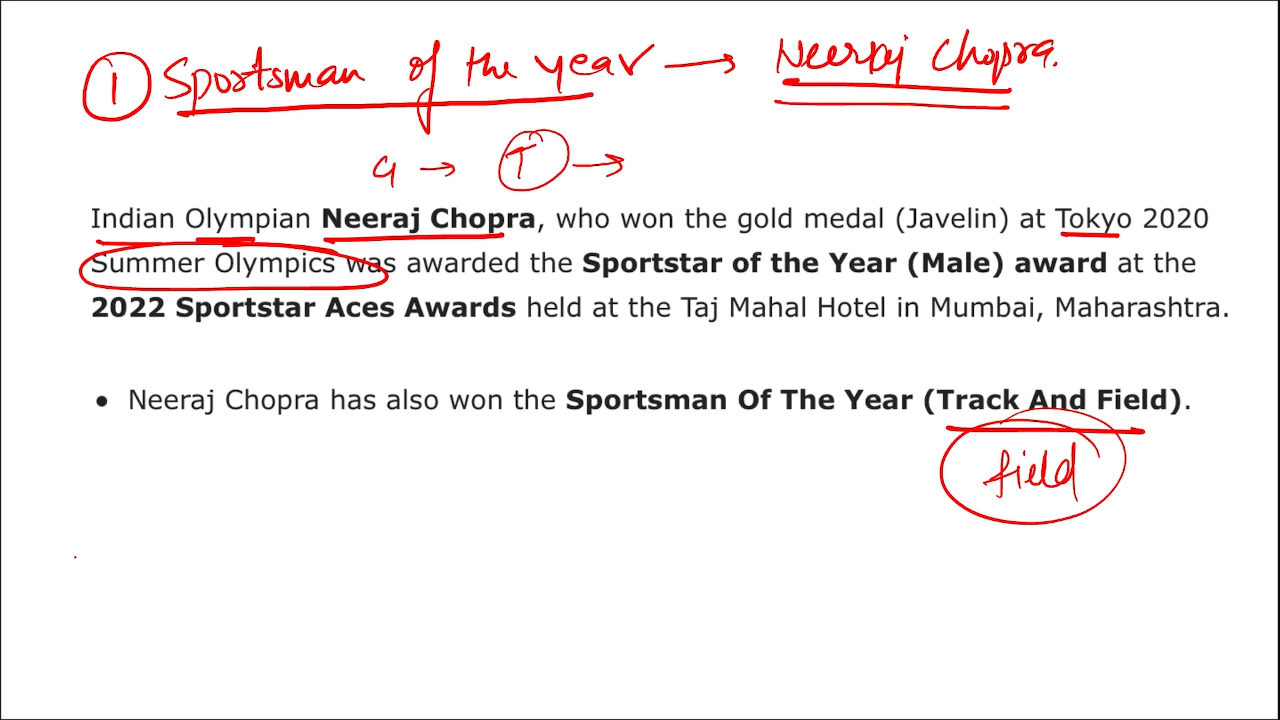 1 Sportsman of the year → Neeraj Chopra.
G → T →
Indian Olympian Neeraj Chopra, who won the gold medal (Javelin) at Tokyo 2020
Summer Olympics was awarded the Sportstar of the Year (Male) award at the
2022 Sportstar Aces Awards held at the Taj Mahal Hotel in Mumbai, Maharashtra.
• Neeraj Chopra has also won the Sportsman Of The Year (Track And Field).
field